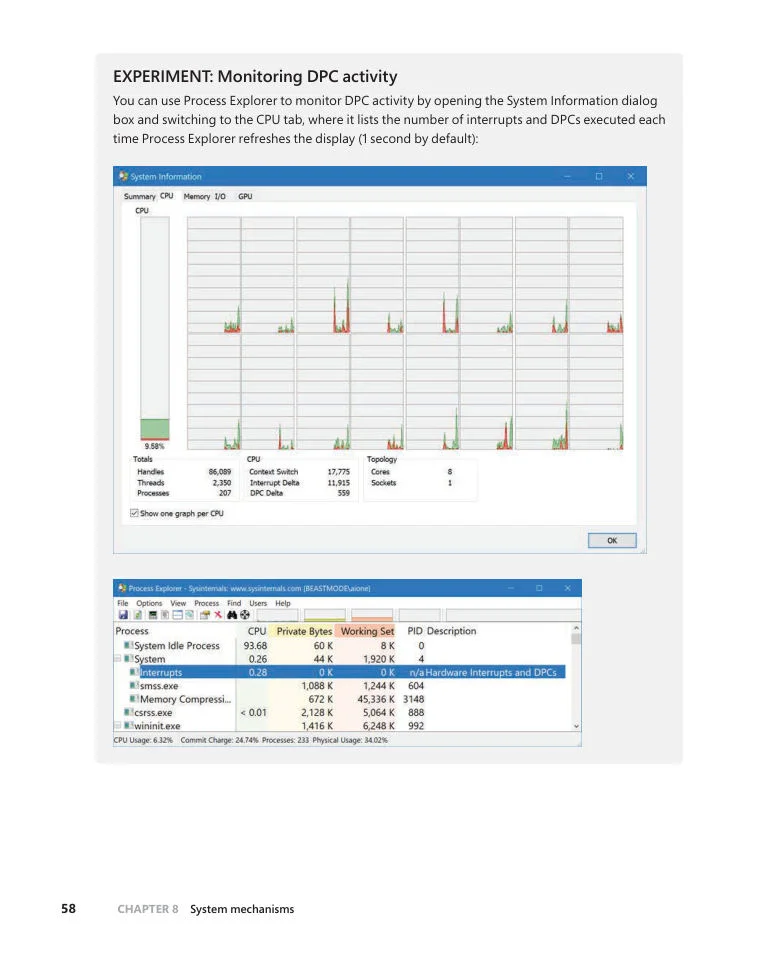 EXPERIMENT: Monitoring DPC activity
You can use Process Explorer to monitor DPC activity by opening the System Information dialog
box and switching to the CPU tab, where it lists the number of interrupts and DPCs executed each
time Process Explorer refreshes the display (1 second by default):
System Information
Summary CPU Memory I/O GPU
CPU
9.58%
Totals CPU Topology
Handles 86,089 Context Switch 17,775 Cores 8
Threads 2,350 Interrupt Delta 11,915 Sockets 1
Processes 207 DPC Delta 559
Show one graph per CPU
OK
Process Explorer - Sysinternals: www.sysinternals.com (BEASTMODE\aione)
File Options View Process Find Users Help
Process CPU Private Bytes Working Set PID Description
System Idle Process 93.68 60 K 8 K 0
System 0.26 44 K 1,920 K 4
Interrupts 0.28 0 K 0 K n/a Hardware Interrupts and DPCs
smss.exe 1,088 K 1,244 K 604
Memory Compressi... 672 K 45,336 K 3148
csrss.exe < 0.01 2,128 K 5,064 K 888
wininit.exe 1,416 K 6,248 K 992
CPU Usage: 6.32% Commit Charge: 24.74% Processes: 233 Physical Usage: 34.02%
58 CHAPTER 8 System mechanisms